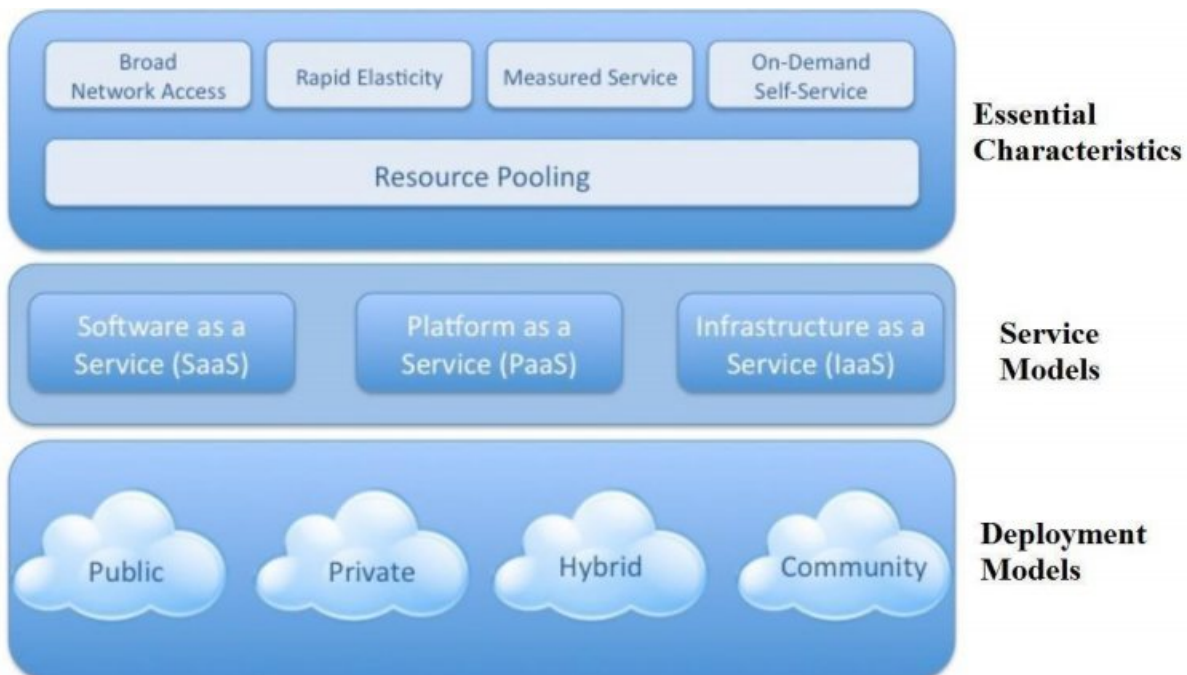 Broad
Network Access
Rapid Elasticity
Measured Service
On-Demand
Self-Service
Resource Pooling
Essential
Characteristics
Software as a
Service (SaaS)
Platform as a
Service (PaaS)
Infrastructure as a
Service (IaaS)
Service
Models
Public
Private
Hybrid
Community
Deployment
Models